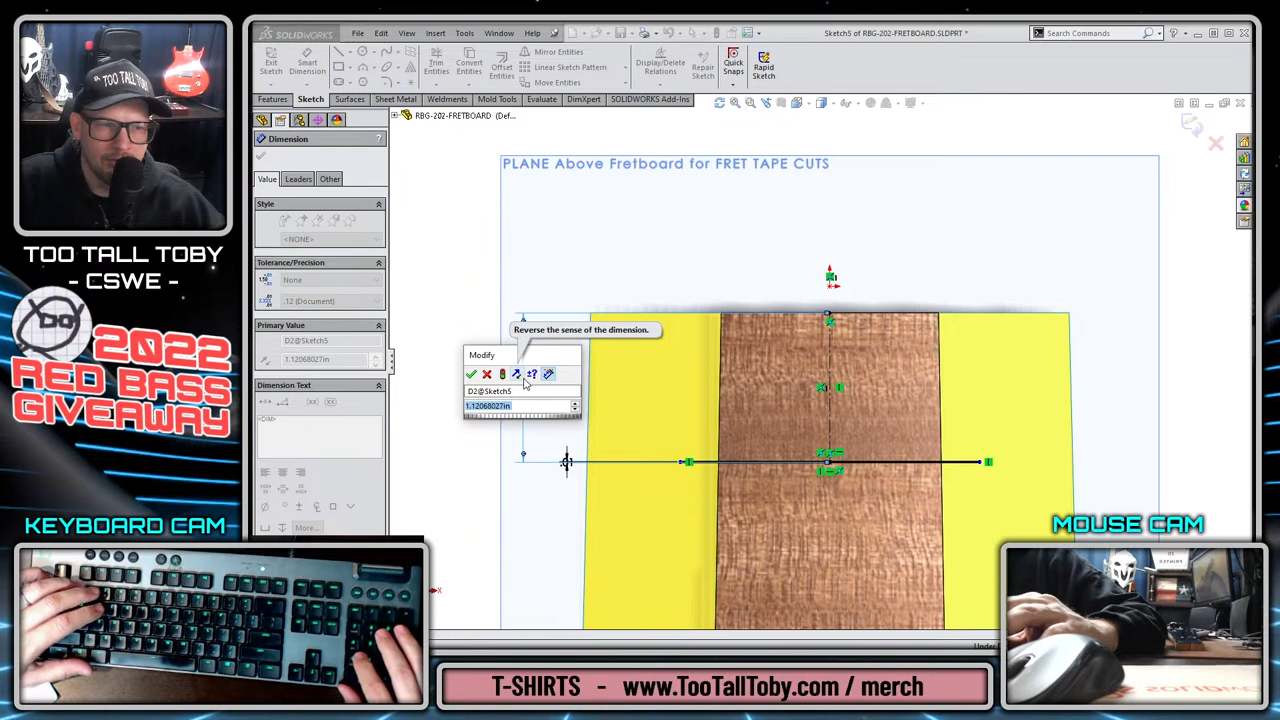 TOO TALL TOBY
TOO TALL TOBY
- CSWE -
2022
RED BASS
GIVEAWAY
KEYBOARD CAM
SOLIDWORKS
File
Edit
View
Insert
Tools
Window
Help
Sketch5 of RBG-202-FRETBOARD.SLDPRT *
Search Commands
Exit
Sketch
Smart
Dimension
Trim
Entities
Convert
Entities
Offset
Entities
Mirror Entities
Linear Sketch Pattern
Move Entities
Display/Delete
Relations
Repair
Sketch
Quick
Snaps
Rapid
Sketch
Features
Sketch
Surfaces
Sheet Metal
Weldments
Mold Tools
Evaluate
DimXpert
SOLIDWORKS Add-Ins
RBG-202-FRETBOARD (Def...
Dimension
?
Value
Leaders
Other
Style
<NONE>
Tolerance/Precision
None
.12 (Document)
Primary Value
D2@Sketch5
1.12068027in
Dimension Text
<DIM>
More...
PLANE Above Fretboard for FRET TAPE CUTS
Reverse the sense of the dimension.
Modify
D2@Sketch5
1.12068027in
X
MOUSE CAM
T-SHIRTS - www.TooTallToby.com / merch